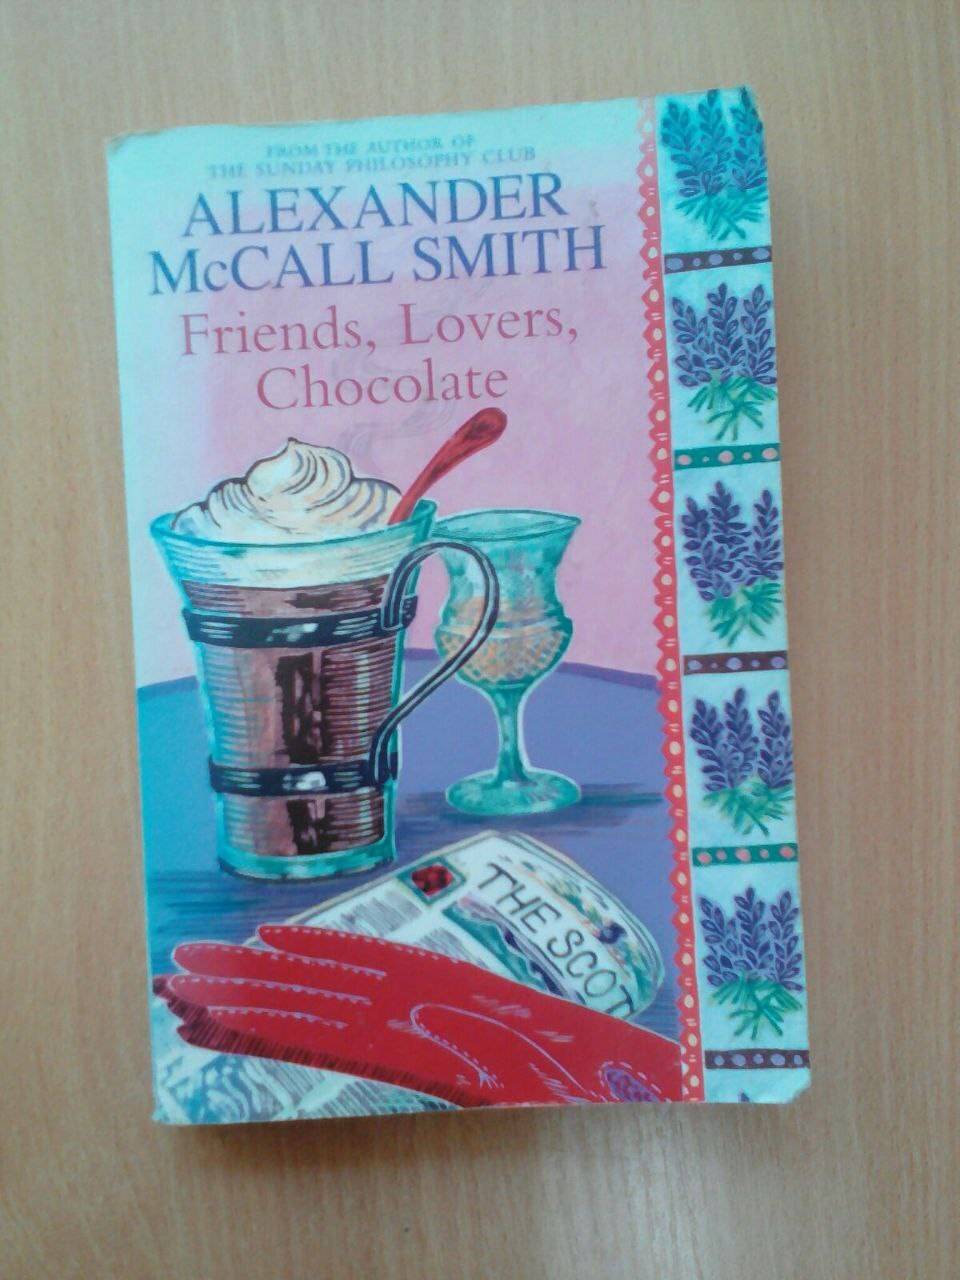 FROM THE AUTHOR OF
THE SUNDAY PHILOSOPHY CLUB
ALEXANDER
McCALL SMITH
Friends, Lovers,
Chocolate
THE SCOT